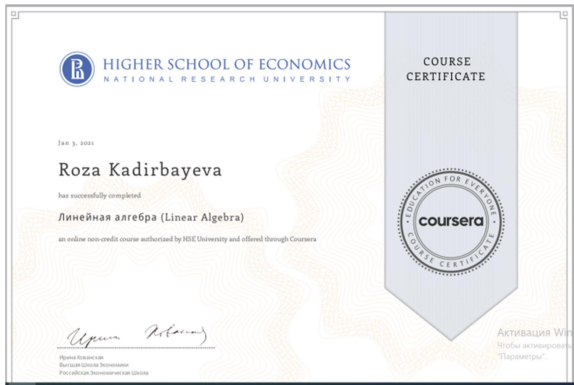 HIGHER SCHOOL OF ECONOMICS
NATIONAL RESEARCH UNIVERSITY
COURSE
CERTIFICATE
Jan 3, 2021
Roza Kadirbayeva
has successfully completed
Линейная алгебра (Linear Algebra)
an online non-credit course authorized by HSE University and offered through Coursera
EDUCATION FOR EVERYONE
coursera
COURSE CERTIFICATE
Ирина Хованская
Высшая Школа Экономики
Российская Экономическая Школа
Активация Win
Чтобы активировать
"Параметры".